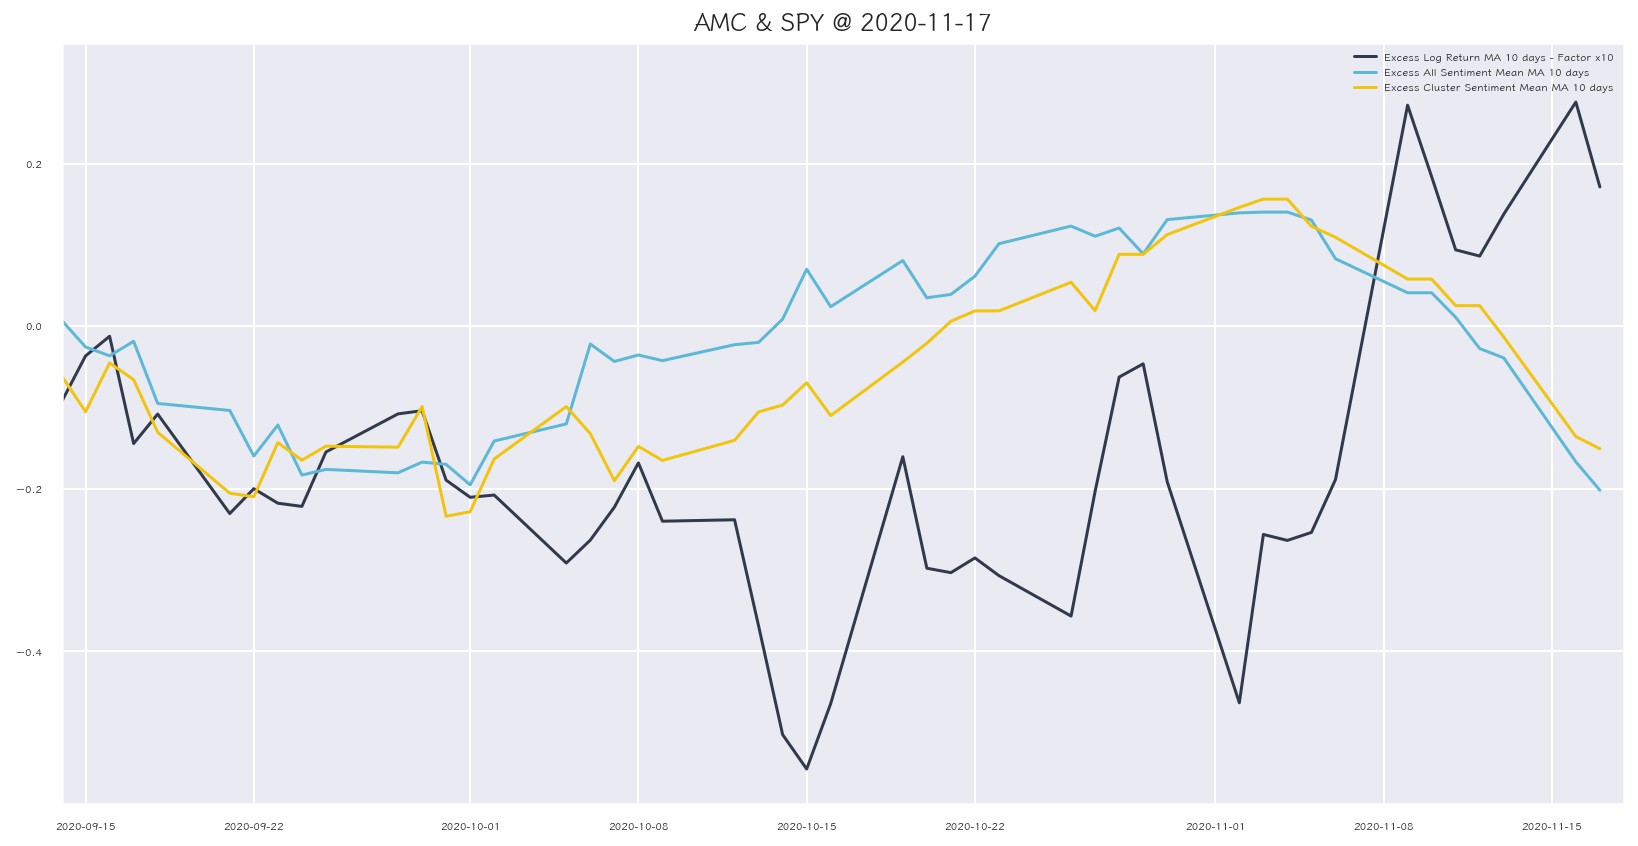 AMC & SPY @ 2020-11-17
Excess Log Return MA 10 days - Factor x10
Excess All Sentiment Mean MA 10 days
Excess Cluster Sentiment Mean MA 10 days
0.2
0.0
−0.2
−0.4
2020-09-15 2020-09-22 2020-10-01 2020-10-08 2020-10-15 2020-10-22 2020-11-01 2020-11-08 2020-11-15